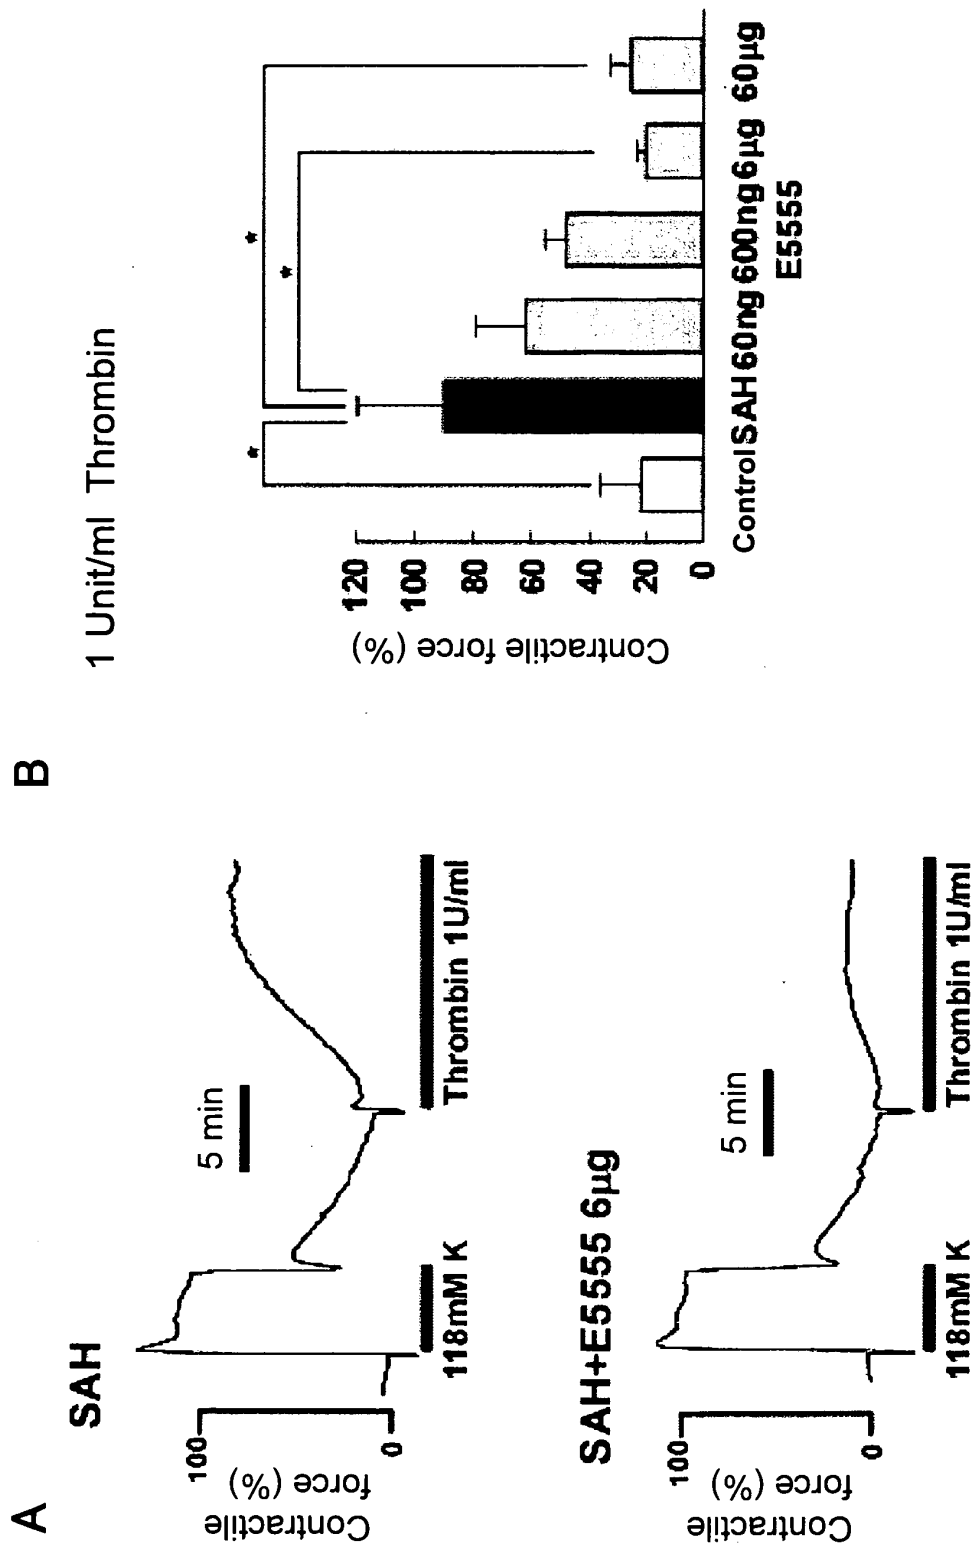 A
SAH
Contractile
force (%)
100
0
5 min
118mM K
Thrombin 1U/ml
SAH+E5555 6µg
Contractile
force (%)
100
0
5 min
118mM K
Thrombin 1U/ml
B
1 Unit/ml Thrombin
Contractile force (%)
120
100
80
60
40
20
0
*
*
*
Control SAH 60ng 600ng 6µg 60µg
E5555